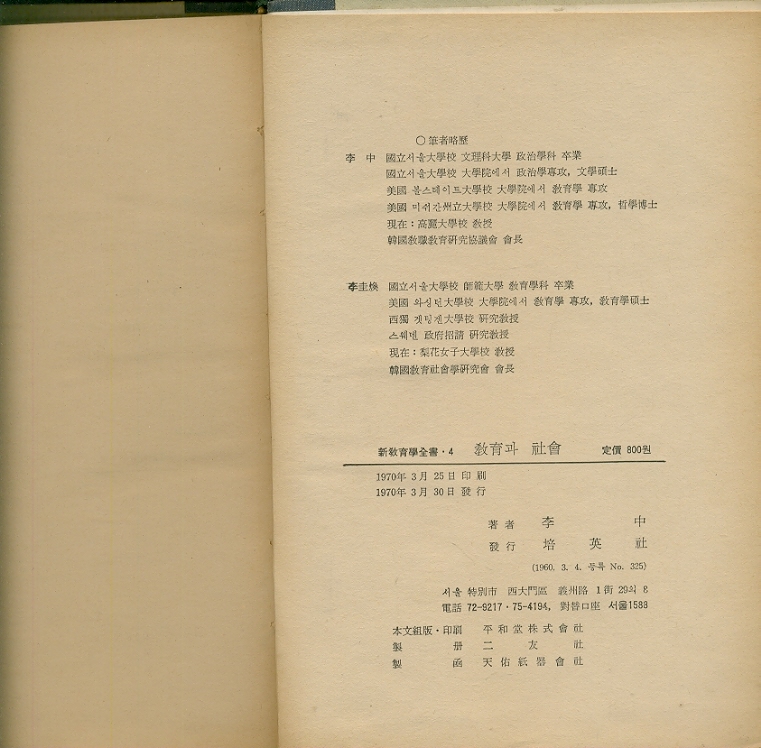 ○ 筆者略歷
李 中 國立서울大學校 文理科大學 政治學科 卒業
國立서울大學校 大學院에서 政治學專攻, 文學碩士
美國 볼스테이트大學校 大學院에서 敎育學 專攻
美國 미쉬간州立大學校 大學院에서 敎育學 專攻, 哲學博士
現在 : 高麗大學校 敎授
韓國敎職敎育硏究協議會 會長
李圭煥 國立서울大學校 師範大學 敎育學科 卒業
美國 와싱턴大學校 大學院에서 敎育學 專攻, 敎育學碩士
西獨 겟팅겐大學校 硏究敎授
스웨덴 政府招請 硏究敎授
現在 : 梨花女子大學校 敎授
韓國敎育社會學硏究會 會長
新敎育學全書・4 敎育과 社會 定價 800원
1970年 3月 25日 印刷
1970年 3月 30日 發行
著者 李 中
發行 培英社
(1960. 3. 4. 등록 No. 325)
서울 特別市 西大門區 義州路 1街 29의 8
電話 72-9217・75-4194, 對替口座 서울1588
本文組版・印刷 平和堂株式會社
製册 二友社
製函 天佑紙器會社